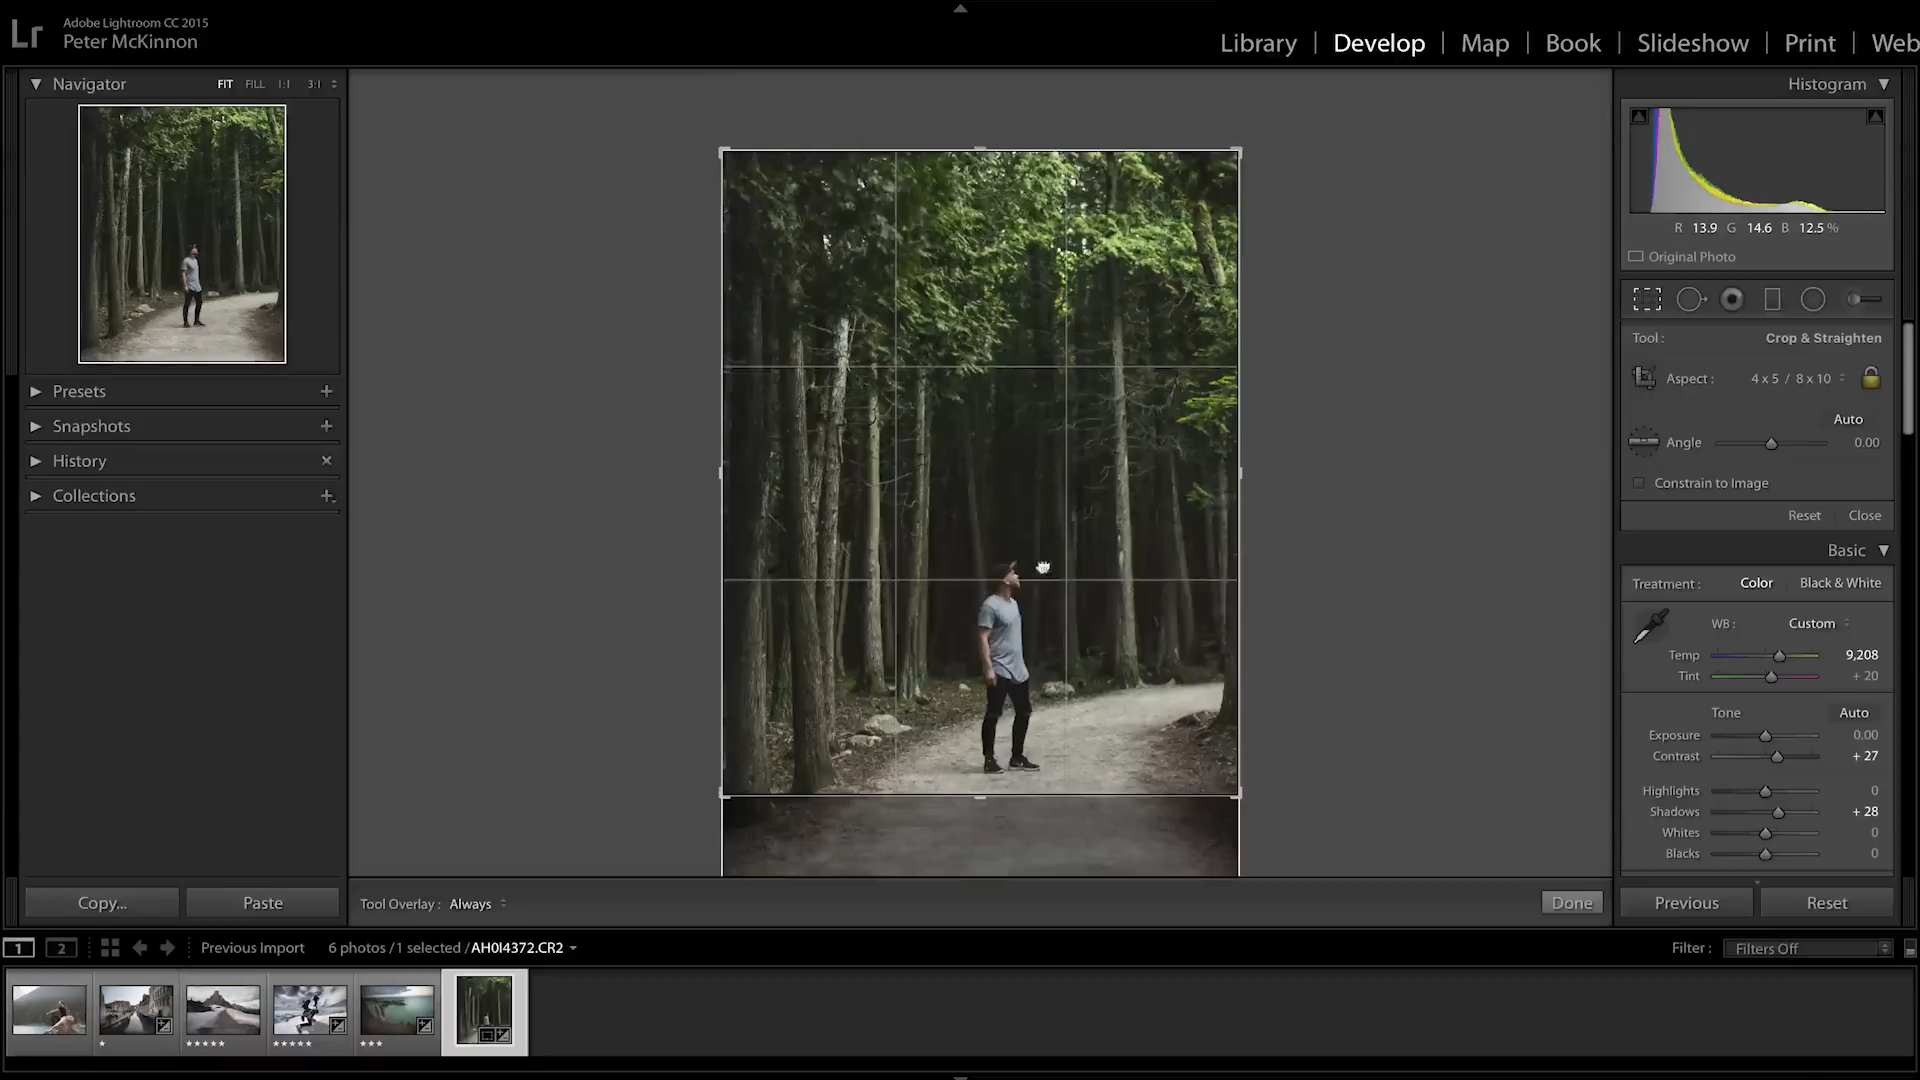 Lr
Adobe Lightroom CC 2015
Peter McKinnon
Library | Develop | Map | Book | Slideshow | Print | Web
Navigator FIT FILL 1:1 3:1
Presets
Snapshots
History
Collections
Copy... Paste
Tool Overlay : Always
Done
Histogram
R 13.9 G 14.6 B 12.5 %
Original Photo
Tool : Crop & Straighten
Aspect : 4 x 5 / 8 x 10
Auto
Angle 0.00
Constrain to Image
Reset Close
Basic
Treatment : Color Black & White
WB : Custom
Temp 9,208
Tint + 20
Tone Auto
Exposure 0.00
Contrast + 27
Highlights 0
Shadows + 28
Whites 0
Blacks 0
Previous Reset
1 2 Previous Import 6 photos / 1 selected / AH0I4372.CR2
Filter : Filters Off